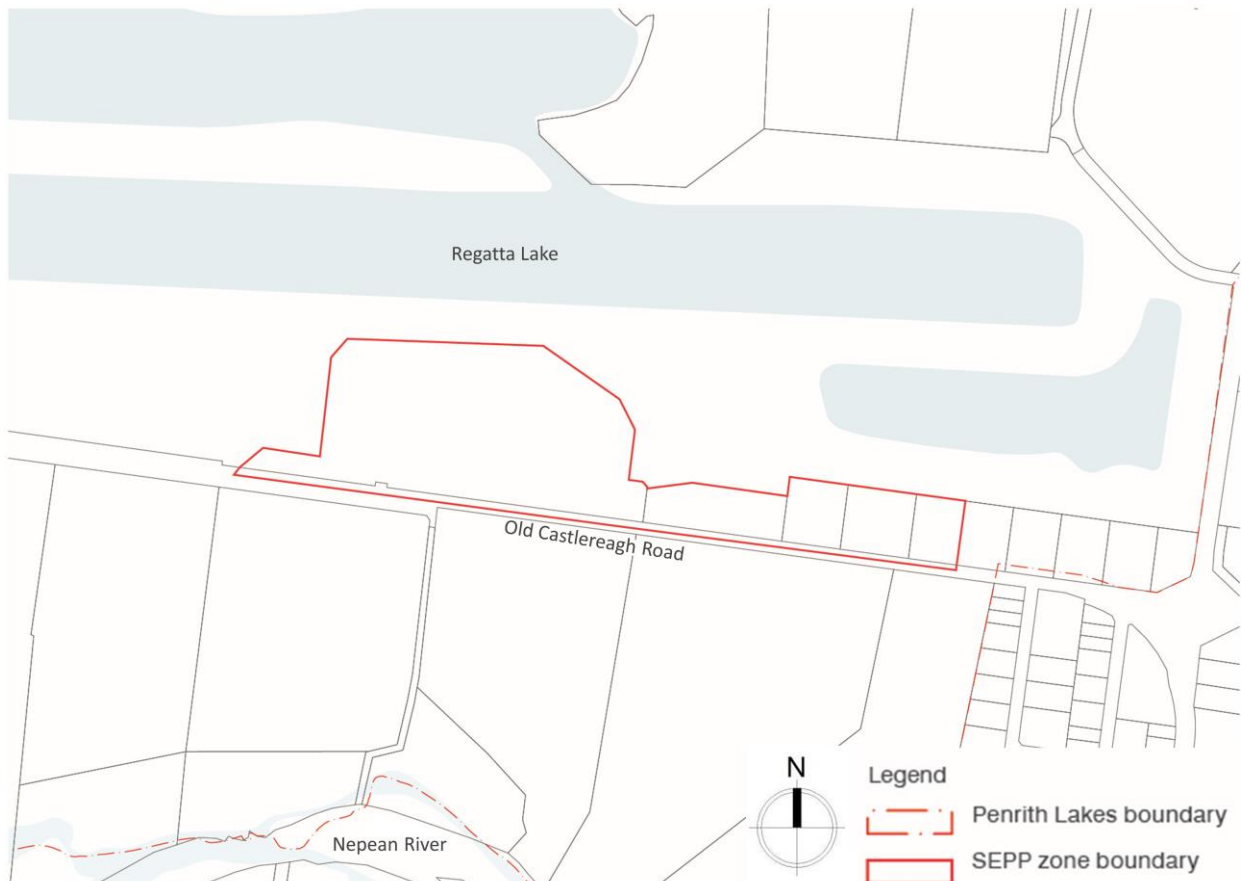 Regatta Lake
Old Castlereagh Road
Nepean River
N
Legend
Penrith Lakes boundary
SEPP zone boundary